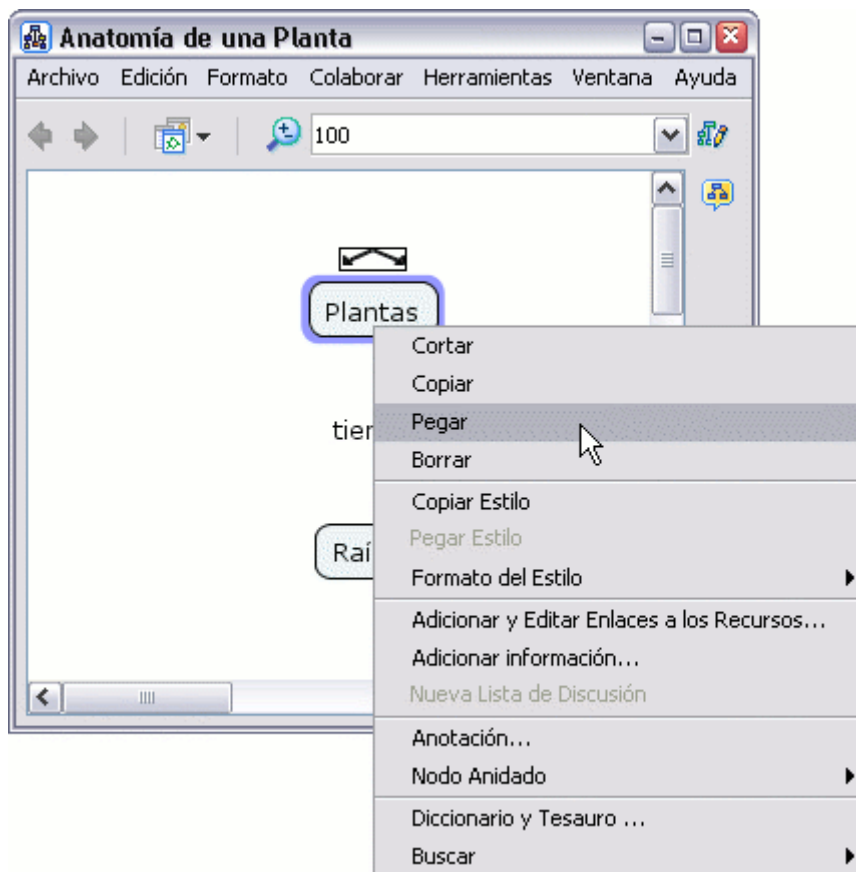 Anatomía de una Planta
Archivo Edición Formato Colaborar Herramientas Ventana Ayuda
100
Plantas
tien
Raí
Cortar
Copiar
Pegar
Borrar
Copiar Estilo
Pegar Estilo
Formato del Estilo
Adicionar y Editar Enlaces a los Recursos...
Adicionar información...
Nueva Lista de Discusión
Anotación...
Nodo Anidado
Diccionario y Tesauro ...
Buscar